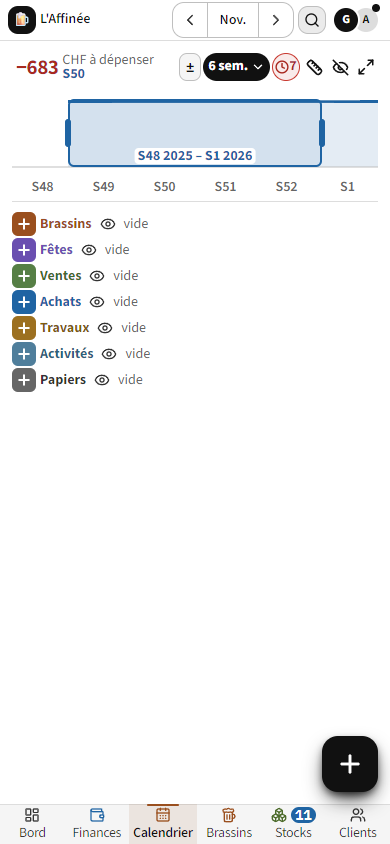 L'Affinée
Nov.
G
A
−683 CHF à dépenser
S50
±
6 sem.
7
S48 2025 – S1 2026
S48 S49 S50 S51 S52 S1
Brassins vide
Fêtes vide
Ventes vide
Achats vide
Travaux vide
Activités vide
Papiers vide
11
Bord Finances Calendrier Brassins Stocks Clients